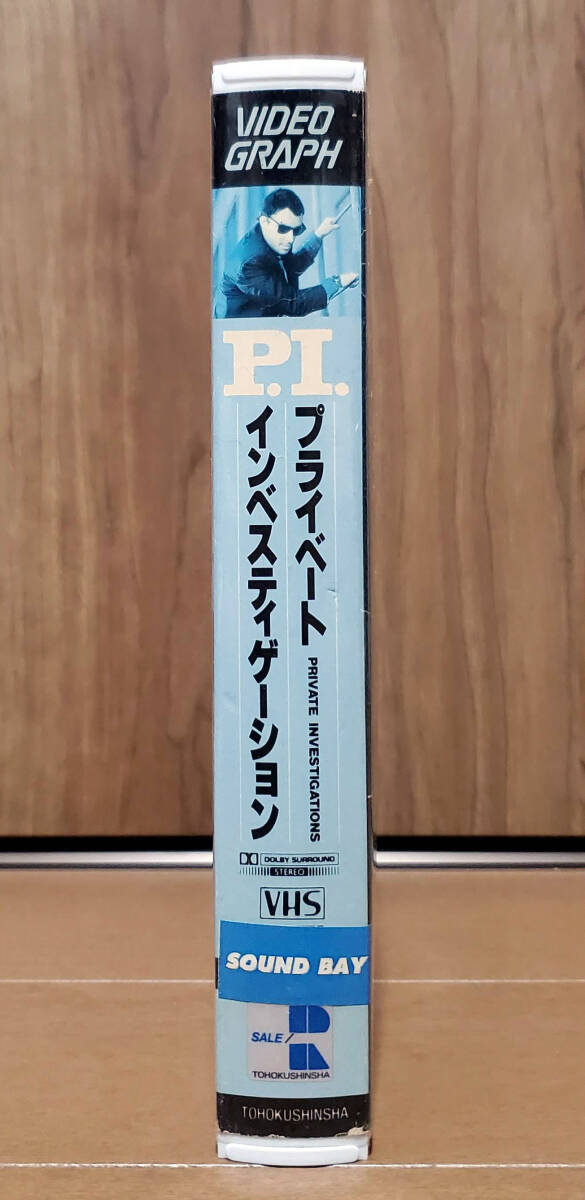 VIDEO
GRAPH
P.I.
プライベート
インベスティゲーション
PRIVATE INVESTIGATIONS
DOLBY SURROUND
STEREO
VHS
SOUND BAY
SALE/R
TOHOKUSHINSHA
TOHOKUSHINSHA